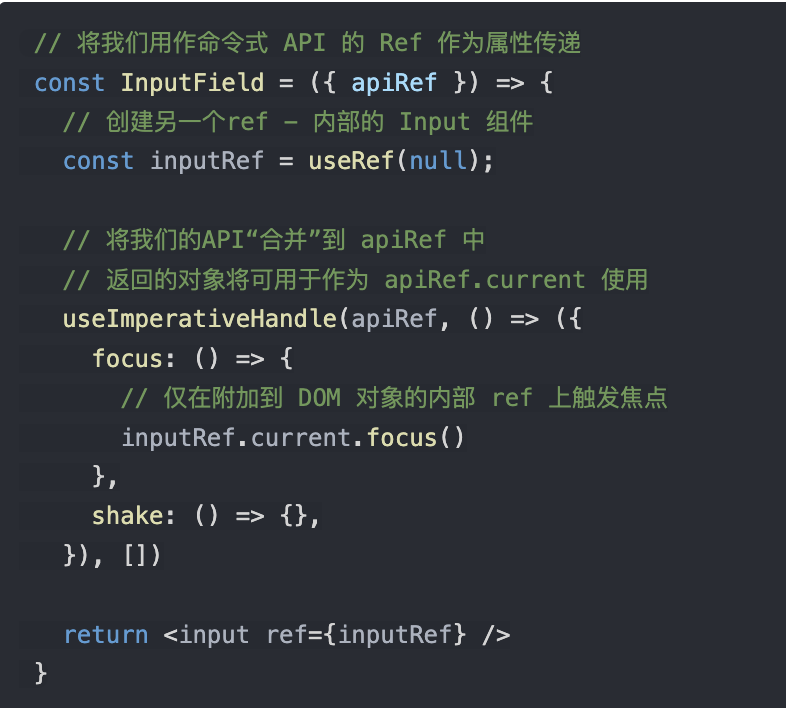 // 将我们用作命令式 API 的 Ref 作为属性传递
const InputField = ({ apiRef }) => {
  // 创建另一个ref - 内部的 Input 组件
  const inputRef = useRef(null);

  // 将我们的API“合并”到 apiRef 中
  // 返回的对象将可用于作为 apiRef.current 使用
  useImperativeHandle(apiRef, () => ({
    focus: () => {
      // 仅在附加到 DOM 对象的内部 ref 上触发焦点
      inputRef.current.focus()
    },
    shake: () => {},
  }), [])

  return <input ref={inputRef} />
}